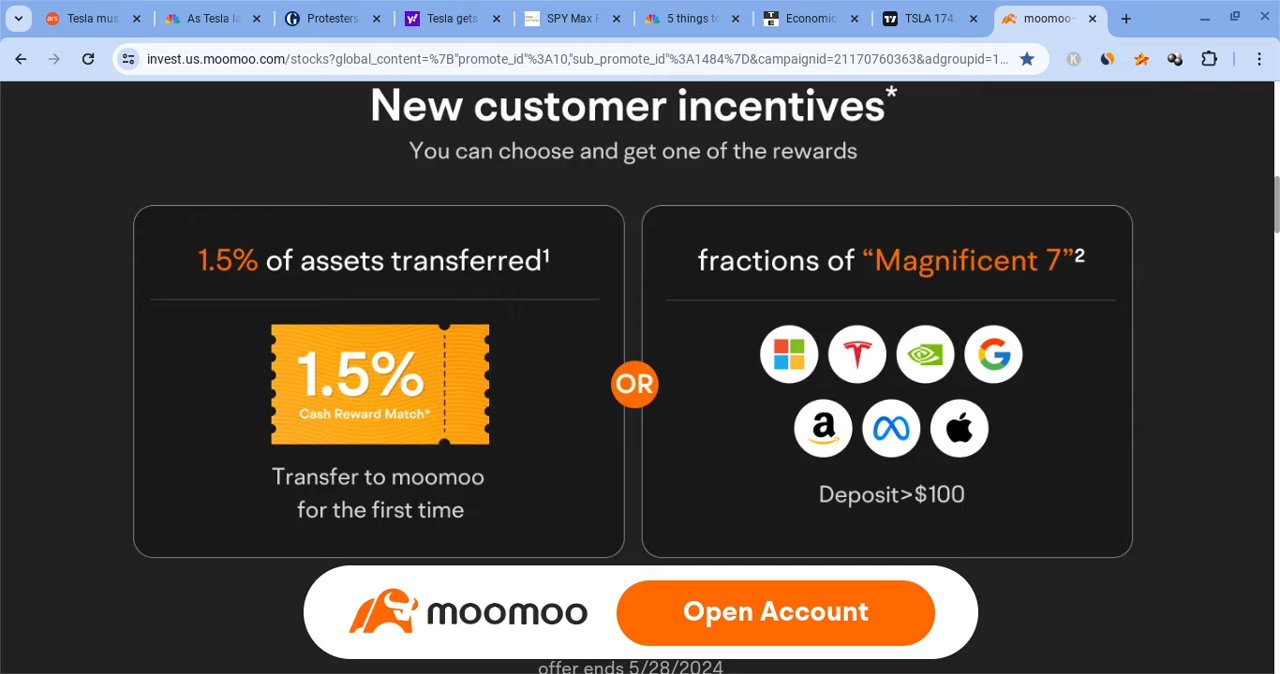 Tesla mus
As Tesla la
Protesters
Tesla gets
SPY Max P
5 things to
Economic
TSLA 174
moomoo-
invest.us.moomoo.com/stocks?global_content=%7B"promote_id"%3A10,"sub_promote_id"%3A1484%7D&campaignid=21170760363&adgroupid=1...
New customer incentives*
You can choose and get one of the rewards
1.5% of assets transferred¹
1.5%
Cash Reward Match*
Transfer to moomoo
for the first time
OR
fractions of “Magnificent 7”²
Deposit>$100
moomoo
Open Account
offer ends 5/28/2024